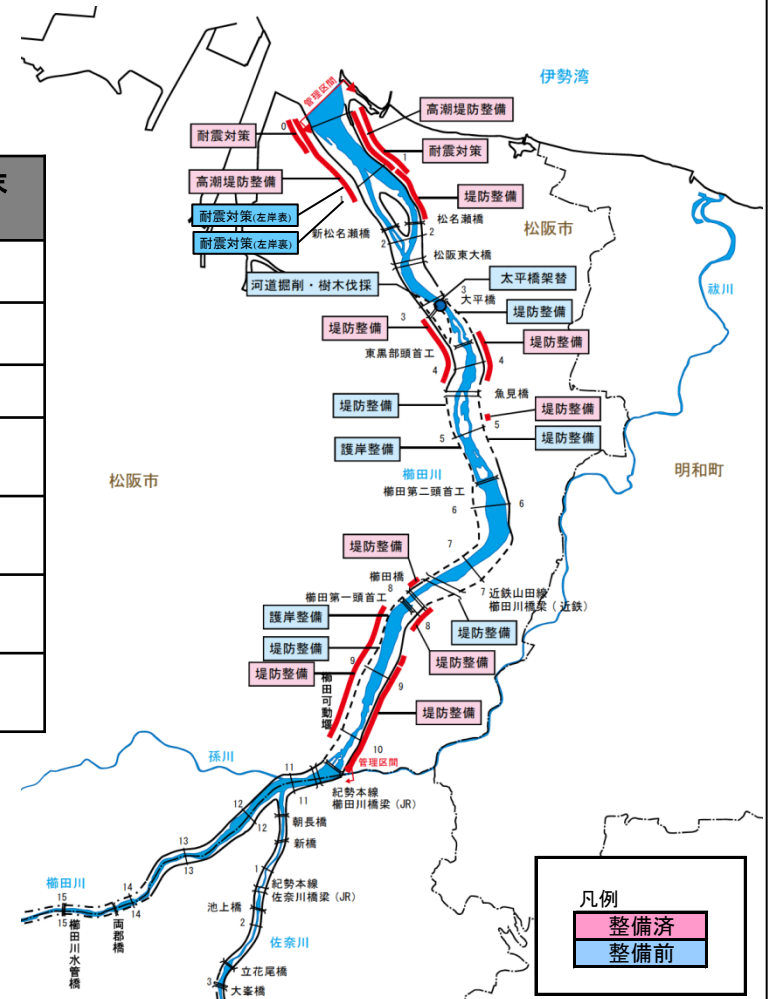 末
伊勢湾
管理区間
高潮堤防整備
耐震対策
0
耐震対策
1
高潮堤防整備
堤防整備
1
耐震対策(左岸表)
耐震対策(左岸裏)
新松名瀬橋
松名瀬橋
松阪市
2
2
松阪東大橋
祓川
河道掘削・樹木伐採
太平橋架替
3
大平橋
3
堤防整備
堤防整備
堤防整備
東黒部頭首工
4
4
魚見橋
堤防整備
堤防整備
5
5
堤防整備
護岸整備
櫛田川
櫛田第二頭首工
松阪市
明和町
6
6
堤防整備
7
7
櫛田橋
8
近鉄山田線
櫛田川橋梁(近鉄)
櫛田第一頭首工
護岸整備
8
堤防整備
堤防整備
堤防整備
9
堤防整備
9
櫛田可動堰
堤防整備
10
管理区間
孫川
11
11
紀勢本線
櫛田川橋梁(JR)
12
12
朝長橋
新橋
13
13
1
櫛田川
14
14
15
15
紀勢本線
佐奈川橋梁(JR)
池上橋
2
櫛田川水管橋
両郡橋
佐奈川
立花尾橋
3
大峯橋
凡例
整備済
整備前